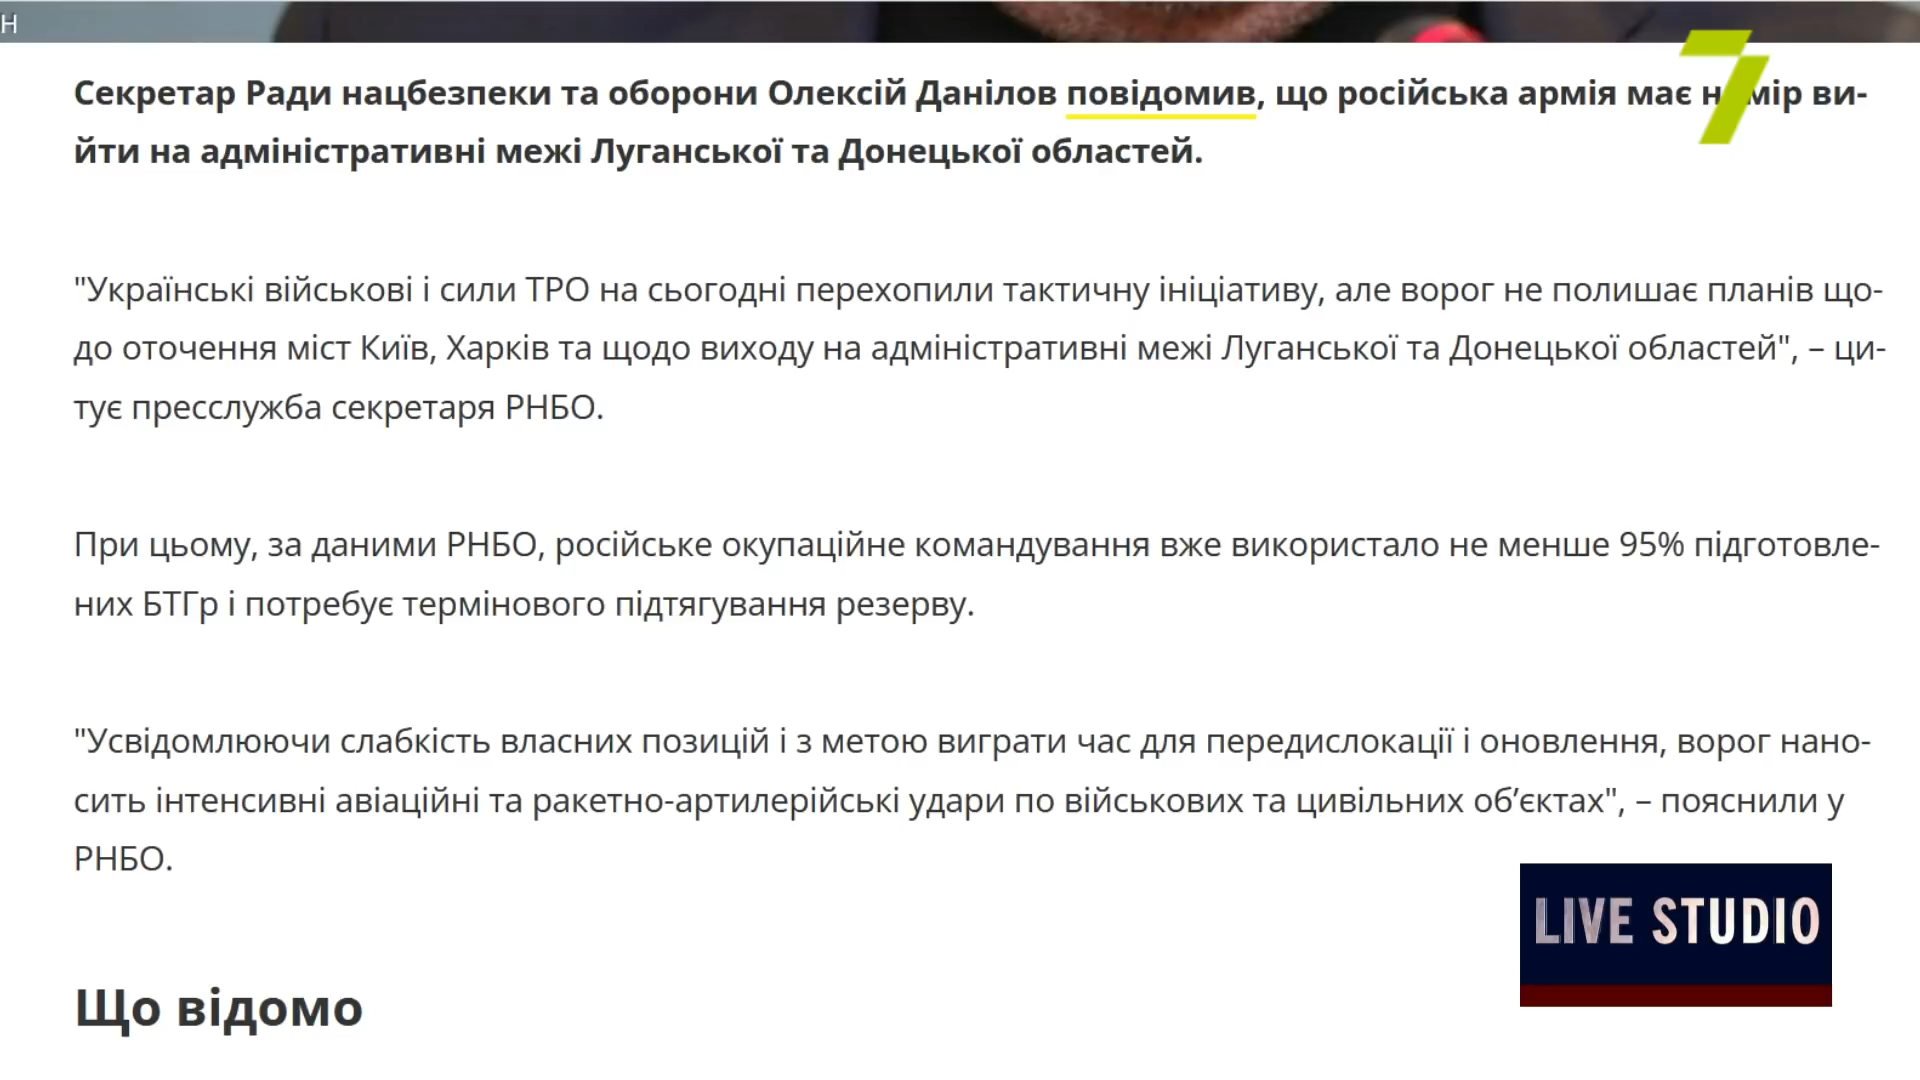 Н
Секретар Ради нацбезпеки та оборони Олексій Данілов повідомив, що російська армія має ви-
йти на адміністративні межі Луганської та Донецької областей.
"Українські військові і сили ТРО на сьогодні перехопили тактичну ініціативу, але ворог не полишає планів що-
до оточення міст Київ, Харків та щодо виходу на адміністративні межі Луганської та Донецької областей", – ци-
тує пресслужба секретаря РНБО.
При цьому, за даними РНБО, російське окупаційне командування вже використало не менше 95% підготовле-
них БТГр і потребує термінового підтягування резерву.
"Усвідомлюючи слабкість власних позицій і з метою виграти час для передислокації і оновлення, ворог нано-
сить інтенсивні авіаційні та ракетно-артилерійські удари по військових та цивільних об’єктах", – пояснили у
РНБО.
LIVE STUDIO
Що відомо
7